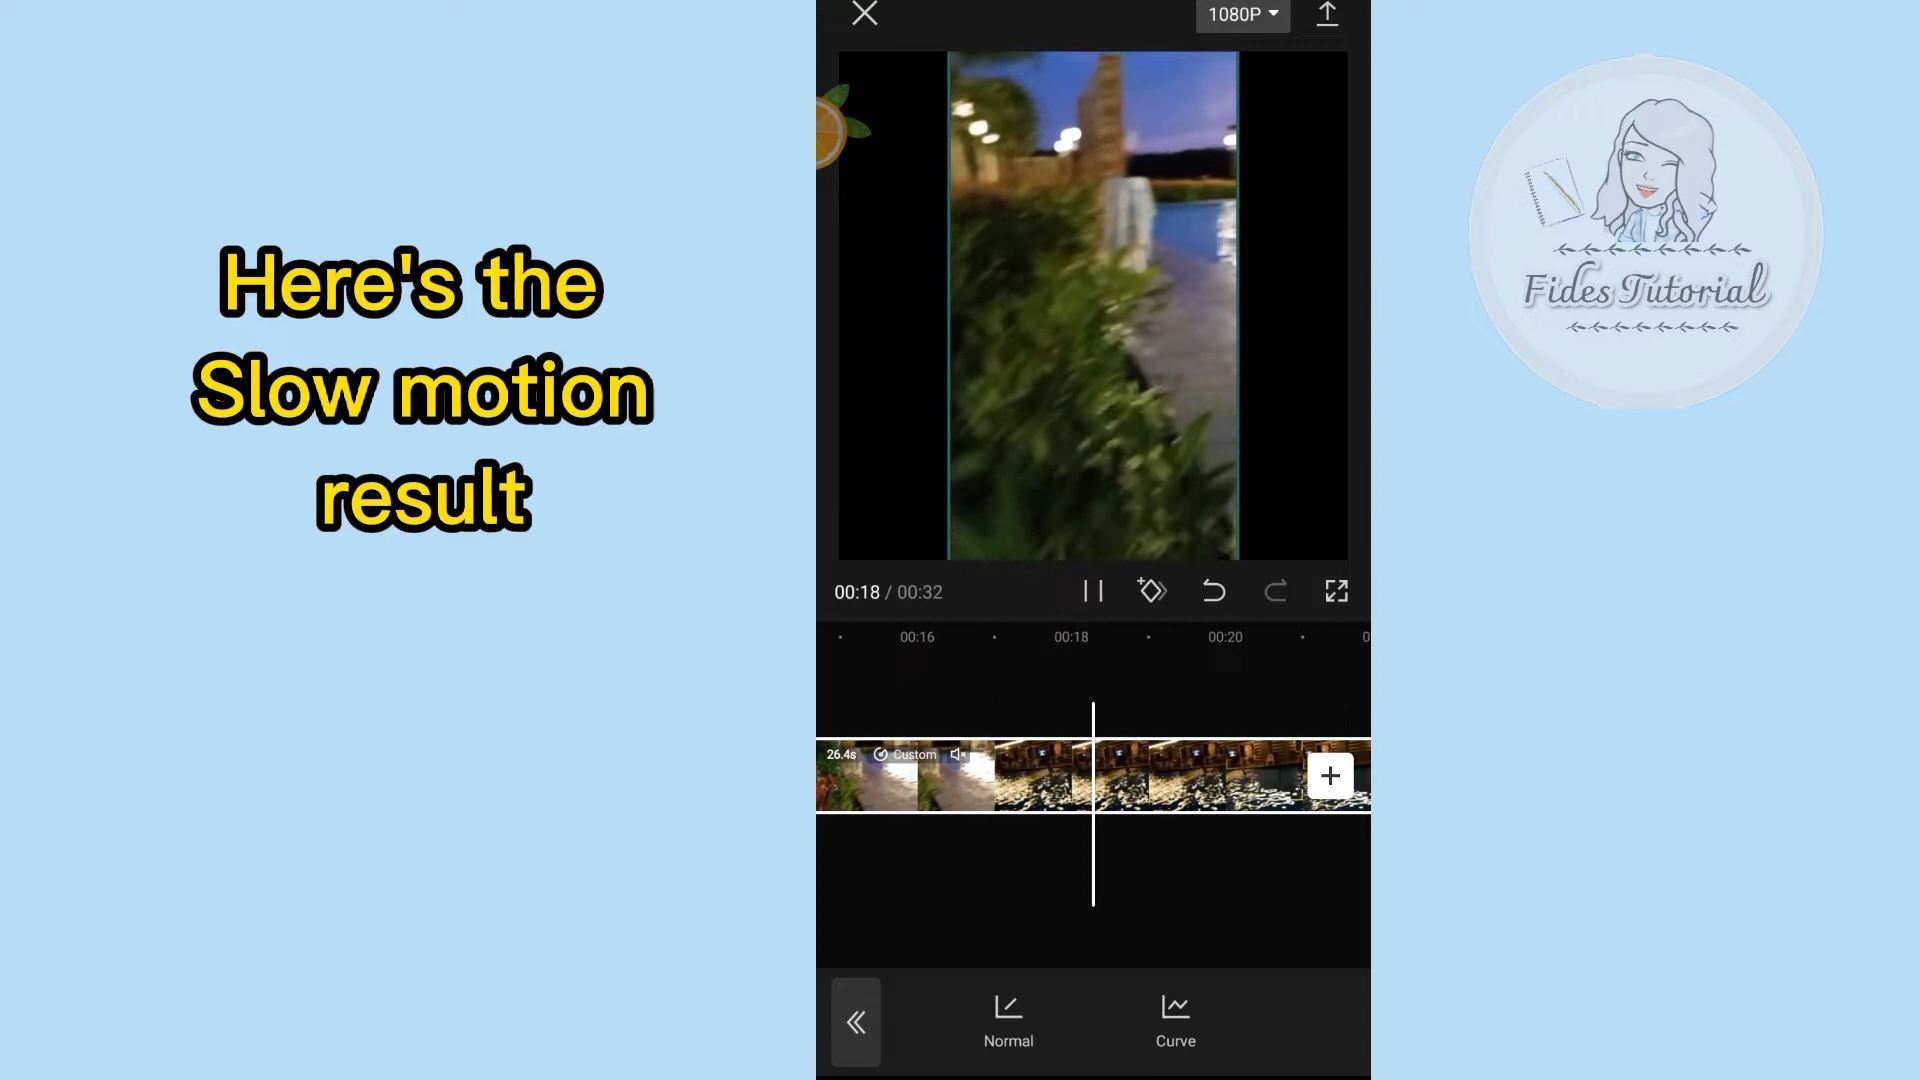 Here's the
Slow motion
result
1080P
Fides Tutorial
00:18 / 00:32
00:16
00:18
00:20
0
26.4s
Custom
Normal
Curve